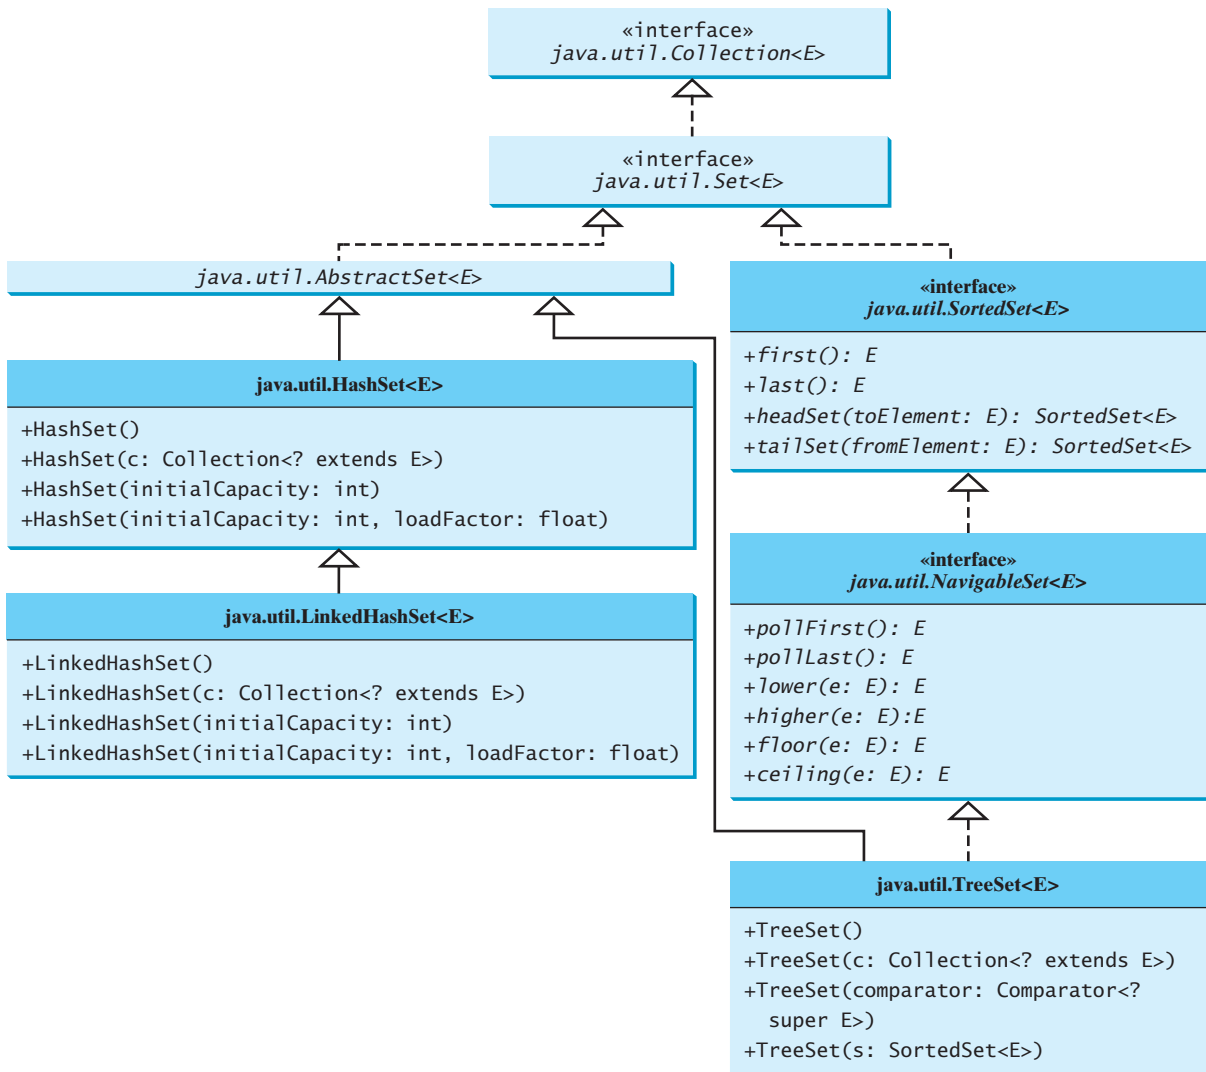 «interface»
java.util.Collection<E>
«interface»
java.util.Set<E>
java.util.AbstractSet<E>
«interface»
java.util.SortedSet<E>
+first(): E
+last(): E
+headSet(toElement: E): SortedSet<E>
+tailSet(fromElement: E): SortedSet<E>
java.util.HashSet<E>
+HashSet()
+HashSet(c: Collection<? extends E>)
+HashSet(initialCapacity: int)
+HashSet(initialCapacity: int, loadFactor: float)
«interface»
java.util.NavigableSet<E>
+pollFirst(): E
+pollLast(): E
+lower(e: E): E
+higher(e: E):E
+floor(e: E): E
+ceiling(e: E): E
java.util.LinkedHashSet<E>
+LinkedHashSet()
+LinkedHashSet(c: Collection<? extends E>)
+LinkedHashSet(initialCapacity: int)
+LinkedHashSet(initialCapacity: int, loadFactor: float)
java.util.TreeSet<E>
+TreeSet()
+TreeSet(c: Collection<? extends E>)
+TreeSet(comparator: Comparator<?
super E>)
+TreeSet(s: SortedSet<E>)